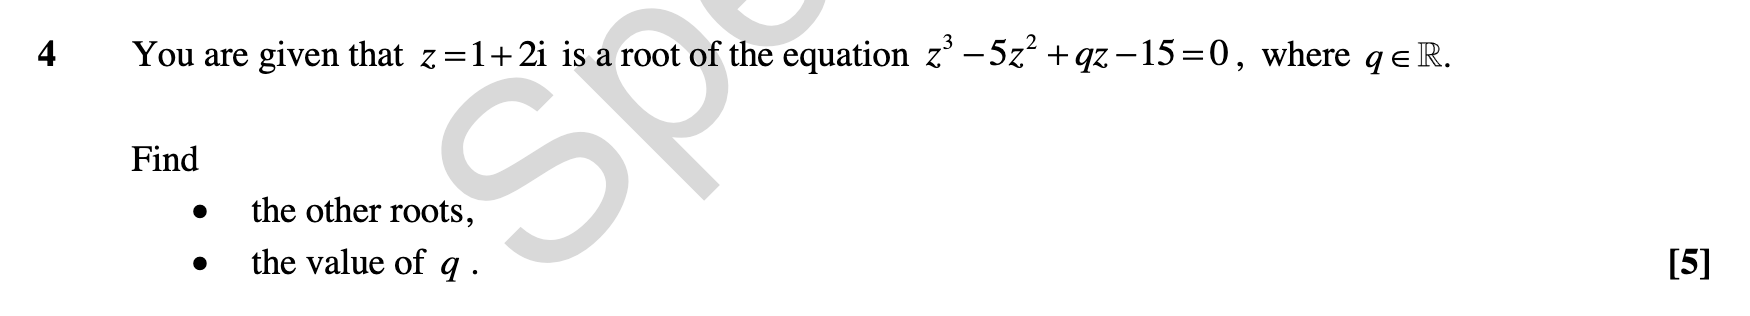 4 You are given that z = 1 + 2i is a root of the equation z³ − 5z² + qz − 15 = 0, where q ∈ ℝ.
Find
• the other roots,
• the value of q. [5]
Spe